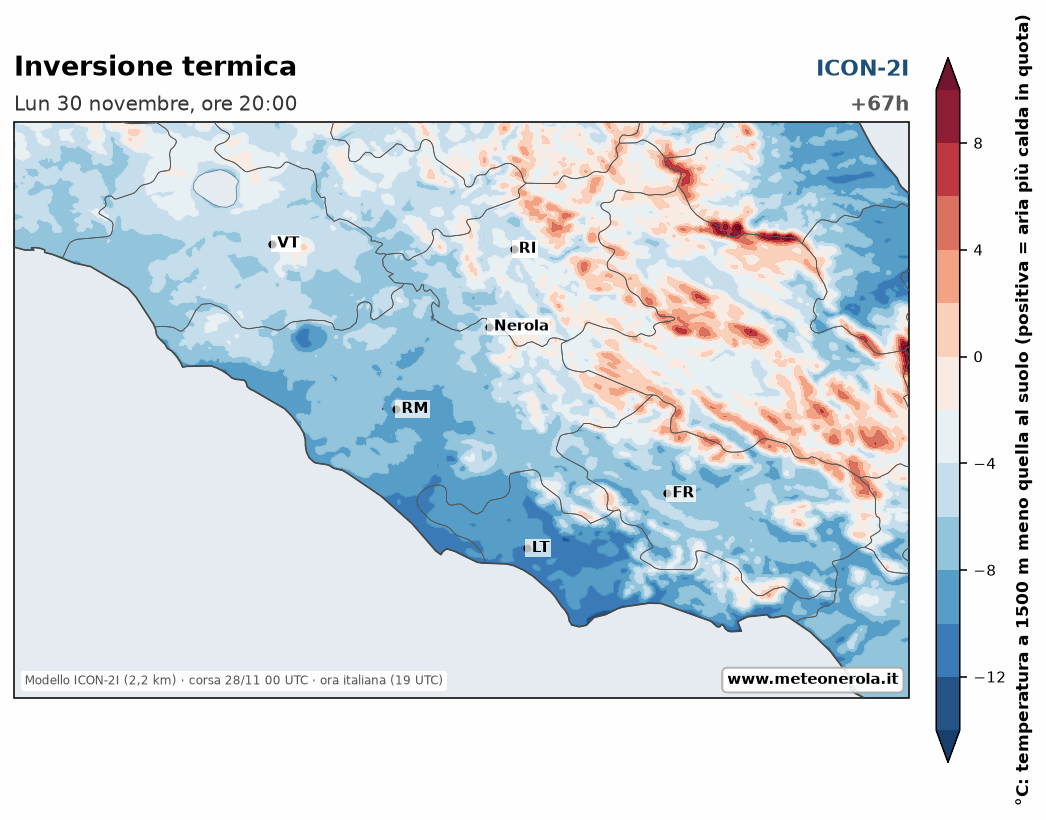 Inversione termica
ICON-2I
Lun 30 novembre, ore 20:00
+67h
VT
RI
Nerola
RM
FR
LT
Modello ICON-2I (2,2 km) · corsa 28/11 00 UTC · ora italiana (19 UTC)
www.meteonerola.it
8
4
0
−4
−8
−12
°C: temperatura a 1500 m meno quella al suolo (positiva = aria più calda in quota)